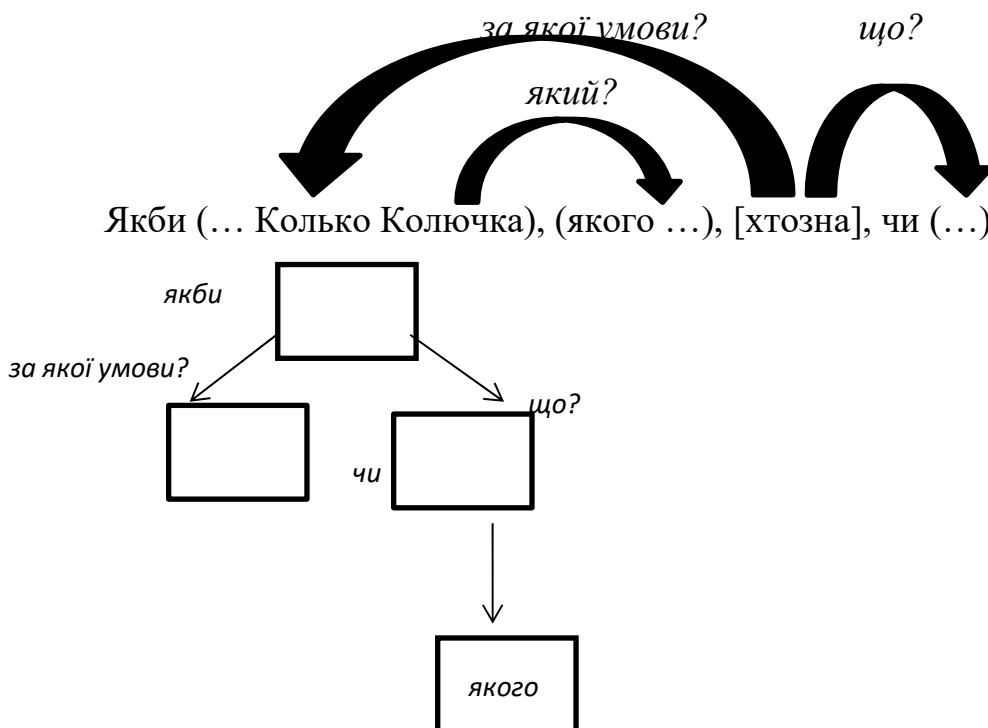 за якої умови? що?
який?
Якби (… Колько Колючка), (якого …), [хтозна], чи (…)
якби
за якої умови?
що?
чи
якого